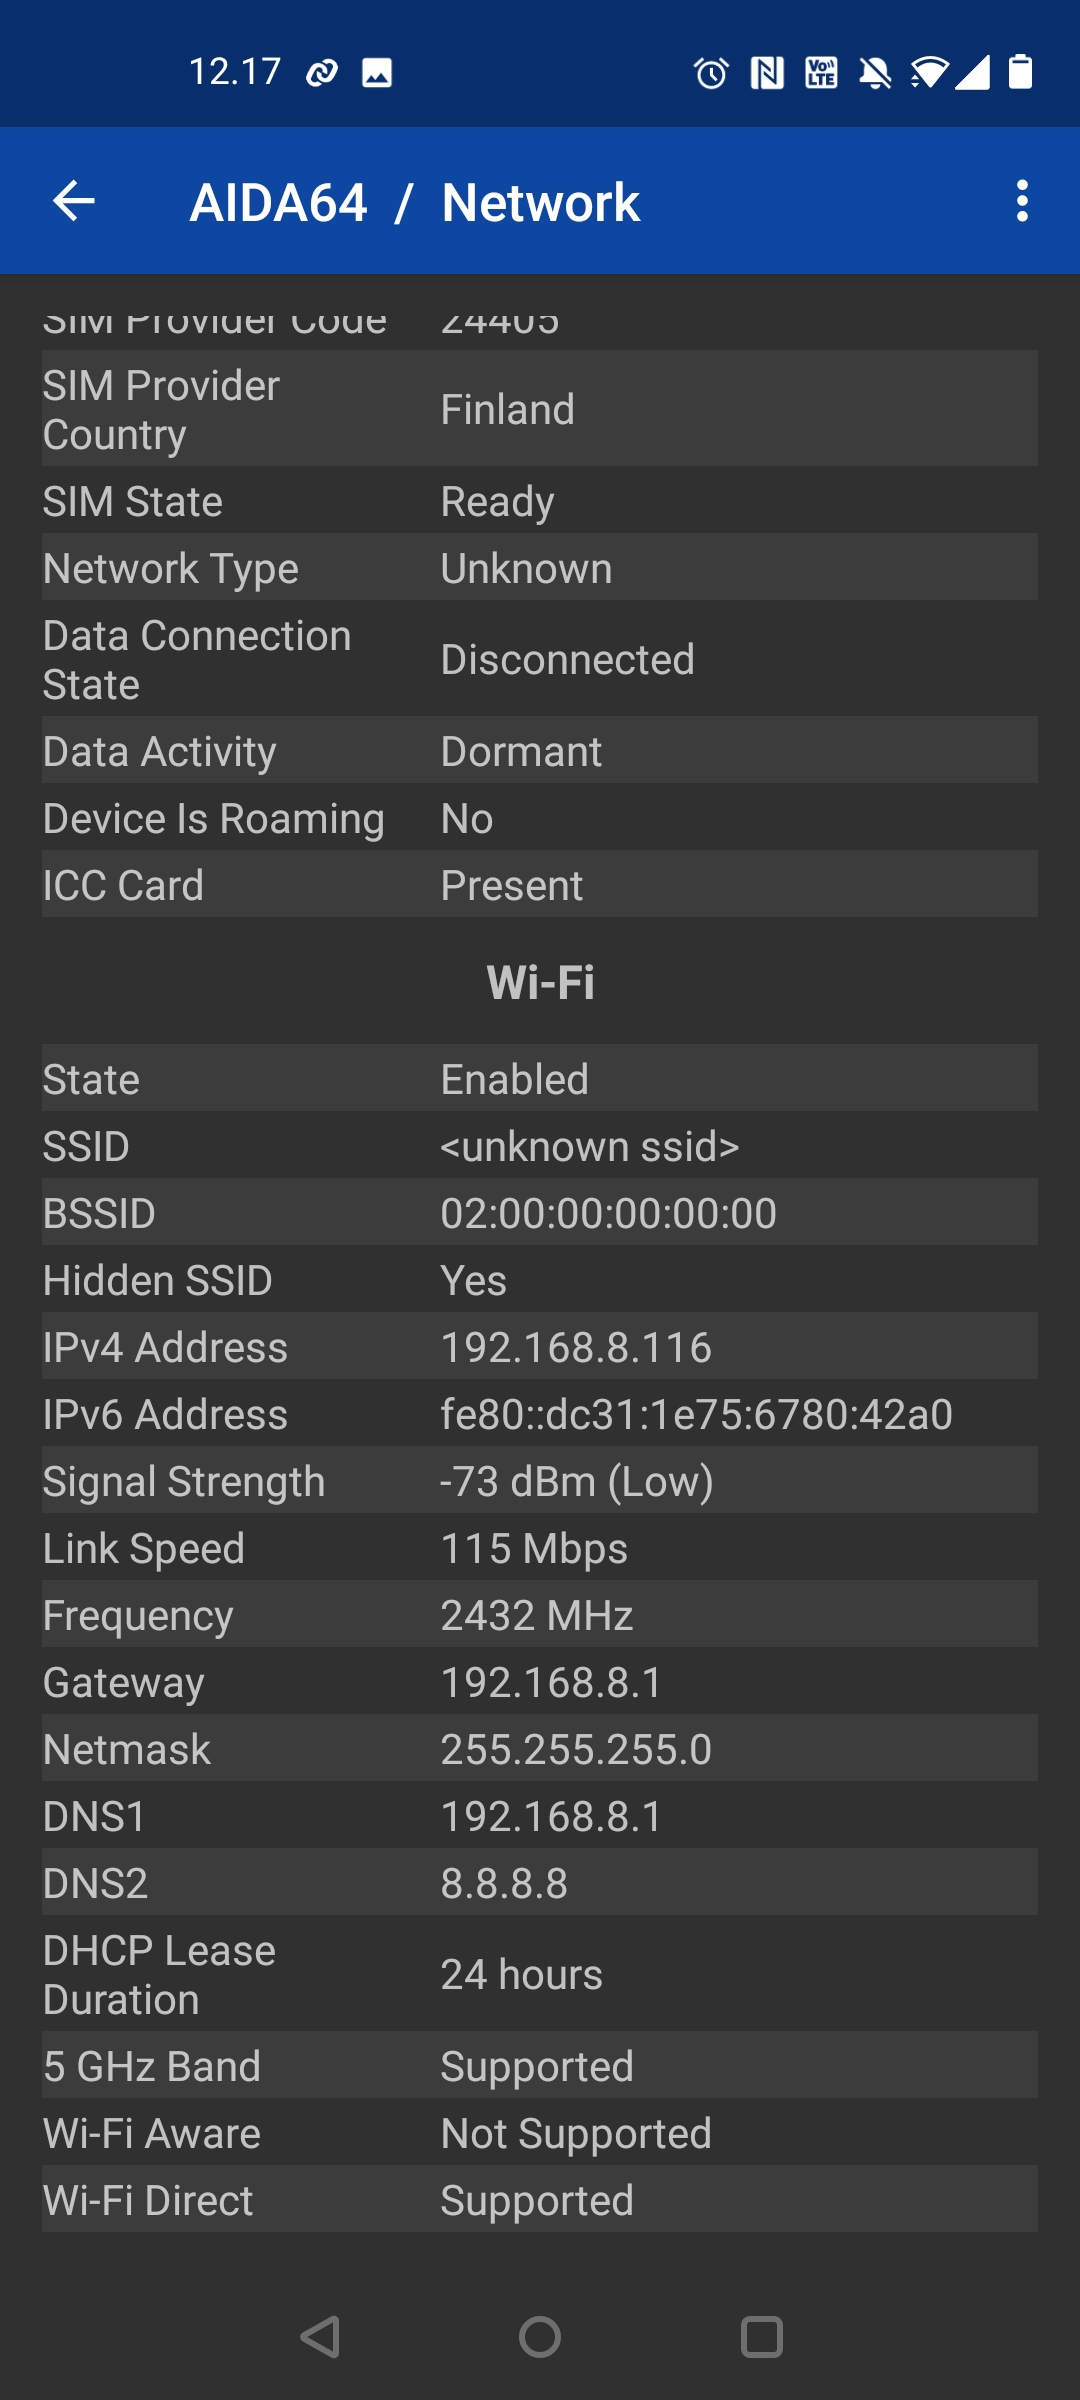 12.17
VoLTE
AIDA64 / Network
SIM Provider Code 24405
SIM Provider Country Finland
SIM State Ready
Network Type Unknown
Data Connection State Disconnected
Data Activity Dormant
Device Is Roaming No
ICC Card Present
Wi-Fi
State Enabled
SSID <unknown ssid>
BSSID 02:00:00:00:00:00
Hidden SSID Yes
IPv4 Address 192.168.8.116
IPv6 Address fe80::dc31:1e75:6780:42a0
Signal Strength -73 dBm (Low)
Link Speed 115 Mbps
Frequency 2432 MHz
Gateway 192.168.8.1
Netmask 255.255.255.0
DNS1 192.168.8.1
DNS2 8.8.8.8
DHCP Lease Duration 24 hours
5 GHz Band Supported
Wi-Fi Aware Not Supported
Wi-Fi Direct Supported